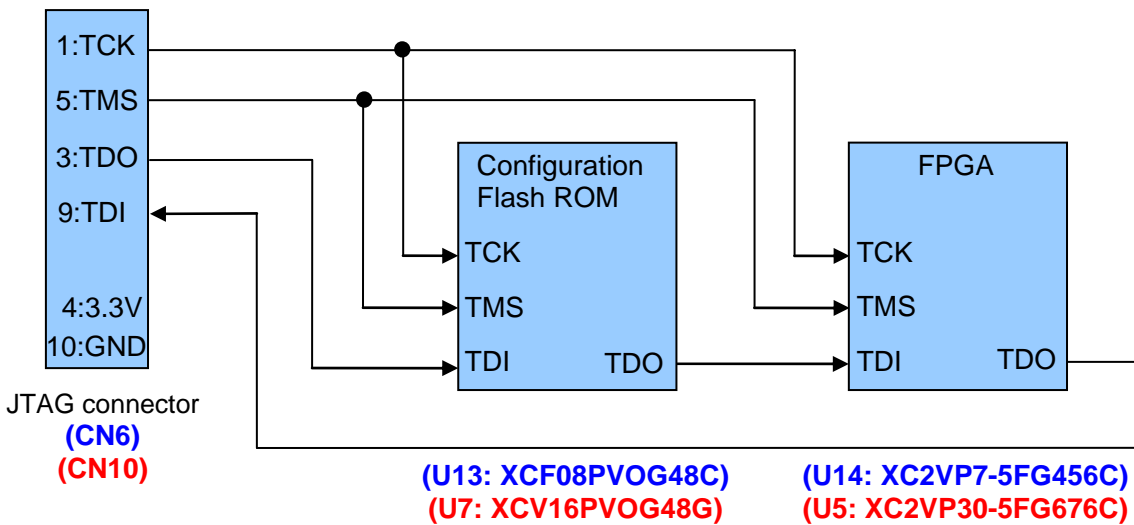 1:TCK
5:TMS
3:TDO
9:TDI
4:3.3V
10:GND
JTAG connector
(CN6)
(CN10)
Configuration
Flash ROM
TCK
TMS
TDI TDO
(U13: XCF08PVOG48C)
(U7: XCV16PVOG48G)
FPGA
TCK
TMS
TDI TDO
(U14: XC2VP7-5FG456C)
(U5: XC2VP30-5FG676C)